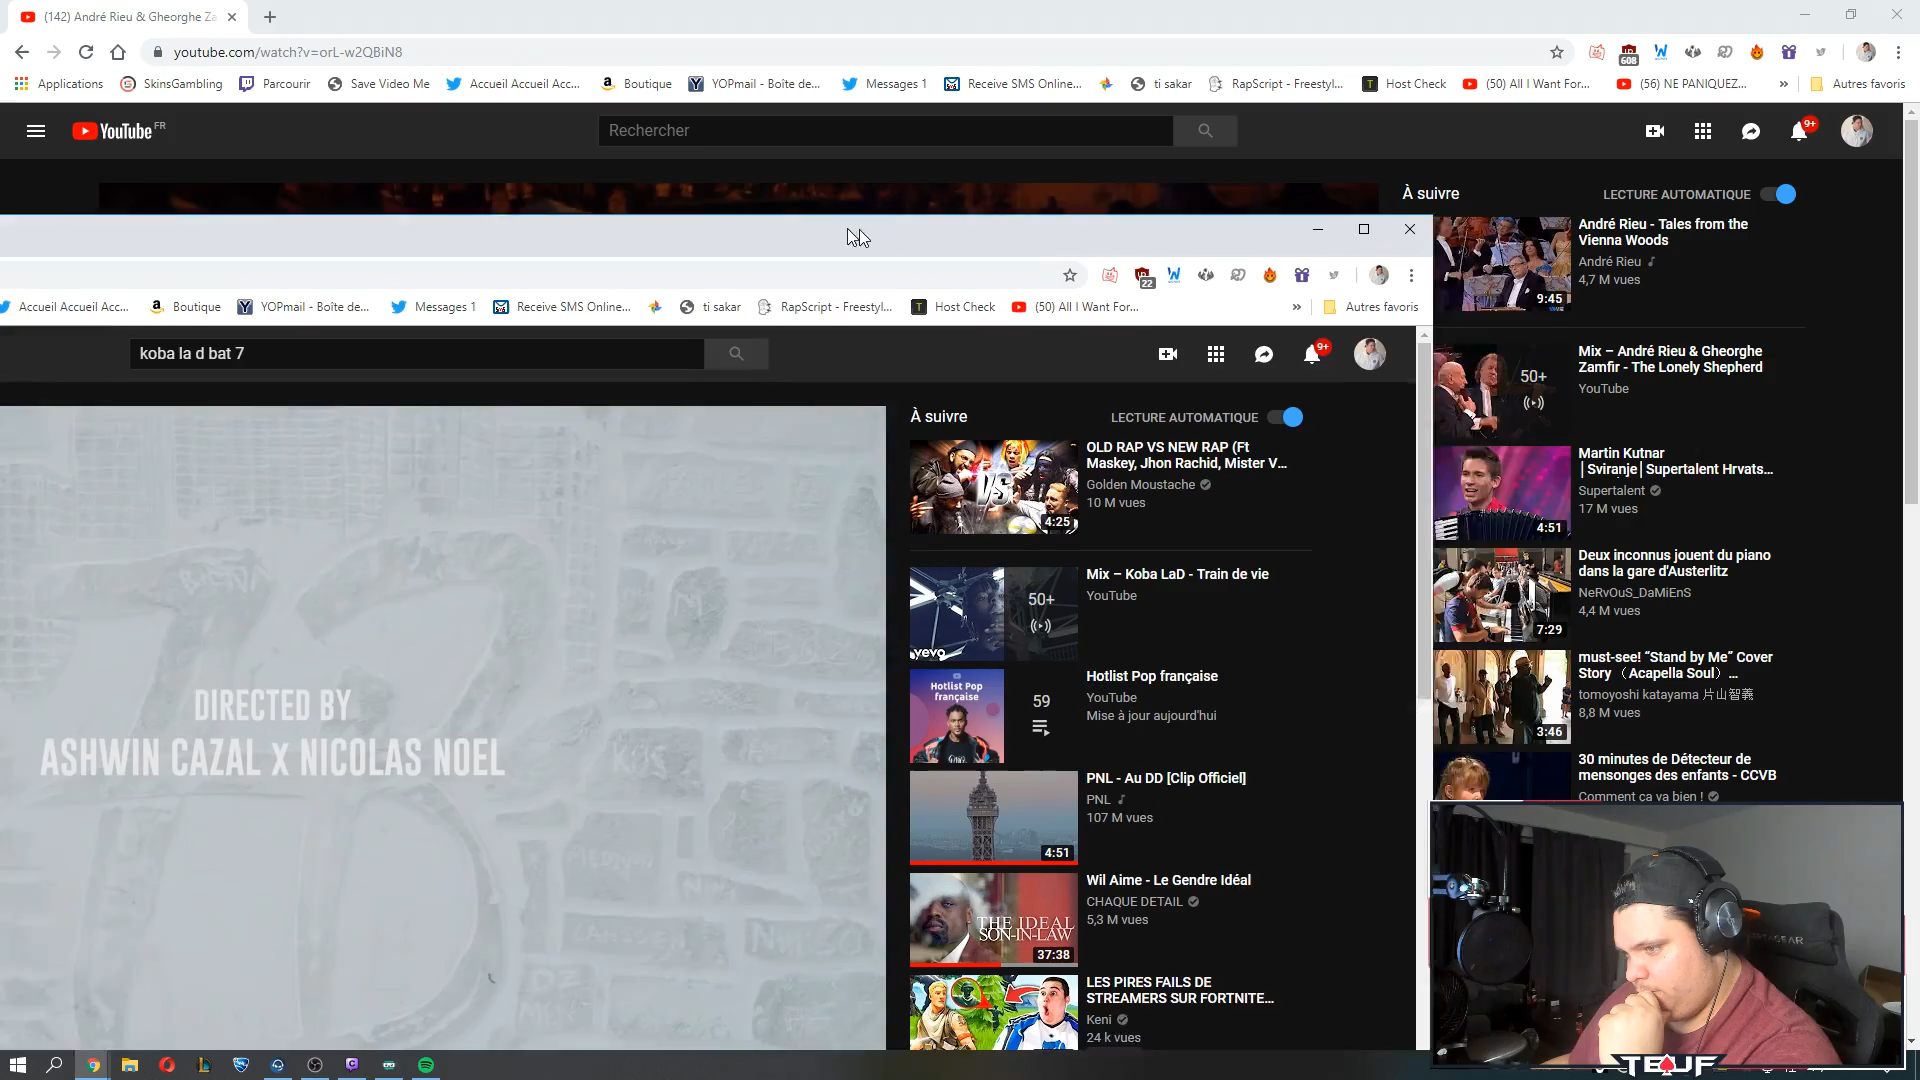 (142) André Rieu & Gheorghe Za
youtube.com/watch?v=orL-w2QBiN8
608
Applications
SkinsGambling
Parcourir
Save Video Me
Accueil Accueil Acc...
Boutique
YOPmail - Boîte de...
Messages 1
Receive SMS Online...
ti sakar
RapScript - Freestyl...
Host Check
(50) All I Want For...
(56) NE PANIQUEZ...
»
Autres favoris
YouTube FR
Rechercher
9+
À suivre
LECTURE AUTOMATIQUE
André Rieu - Tales from the
Vienna Woods
André Rieu
4,7 M vues
9:45
Mix – André Rieu & Gheorghe
Zamfir - The Lonely Shepherd
YouTube
50+
Martin Kutnar
|Sviranje|Supertalent Hrvats...
Supertalent
17 M vues
4:51
Deux inconnus jouent du piano
dans la gare d'Austerlitz
NeRvOuS_DaMiEnS
4,4 M vues
7:29
must-see! “Stand by Me” Cover
Story （Acapella Soul） ...
tomoyoshi katayama 片山智義
8,8 M vues
3:46
30 minutes de Détecteur de
mensonges des enfants - CCVB
Comment ça va bien !
22
Accueil Accueil Acc...
Boutique
YOPmail - Boîte de...
Messages 1
Receive SMS Online...
ti sakar
RapScript - Freestyl...
Host Check
(50) All I Want For...
»
Autres favoris
koba la d bat 7
9+
DIRECTED BY
ASHWIN CAZAL x NICOLAS NOEL
À suivre
LECTURE AUTOMATIQUE
OLD RAP VS NEW RAP (Ft
Maskey, Jhon Rachid, Mister V...
Golden Moustache
10 M vues
VS
4:25
Mix – Koba LaD - Train de vie
YouTube
50+
vevo
Hotlist Pop française
YouTube
Mise à jour aujourd'hui
Hotlist Pop
française
59
PNL - Au DD [Clip Officiel]
PNL
107 M vues
4:51
Wil Aime - Le Gendre Idéal
CHAQUE DETAIL
5,3 M vues
THE IDEAL
SON-IN-LAW
37:38
LES PIRES FAILS DE
STREAMERS SUR FORTNITE...
Keni
24 k vues
TEUF